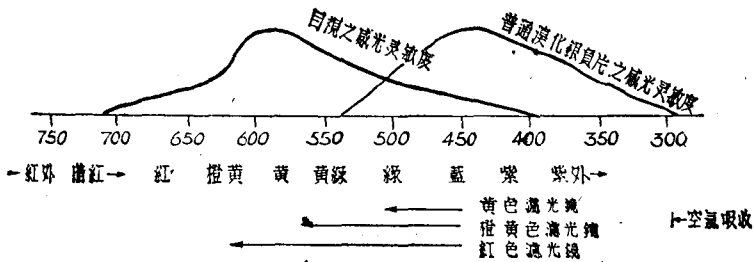 目視之感光灵敏度
普通溴化銀負片之感光灵敏度
750 700 650 600 550 500 450 400 350 300
←紅外 暗紅→ 紅 橙黄 黄 黄綠 綠 藍 紫 紫外→
黄色濾光鏡
橙黄色濾光鏡
紅色濾光鏡
空氣吸收